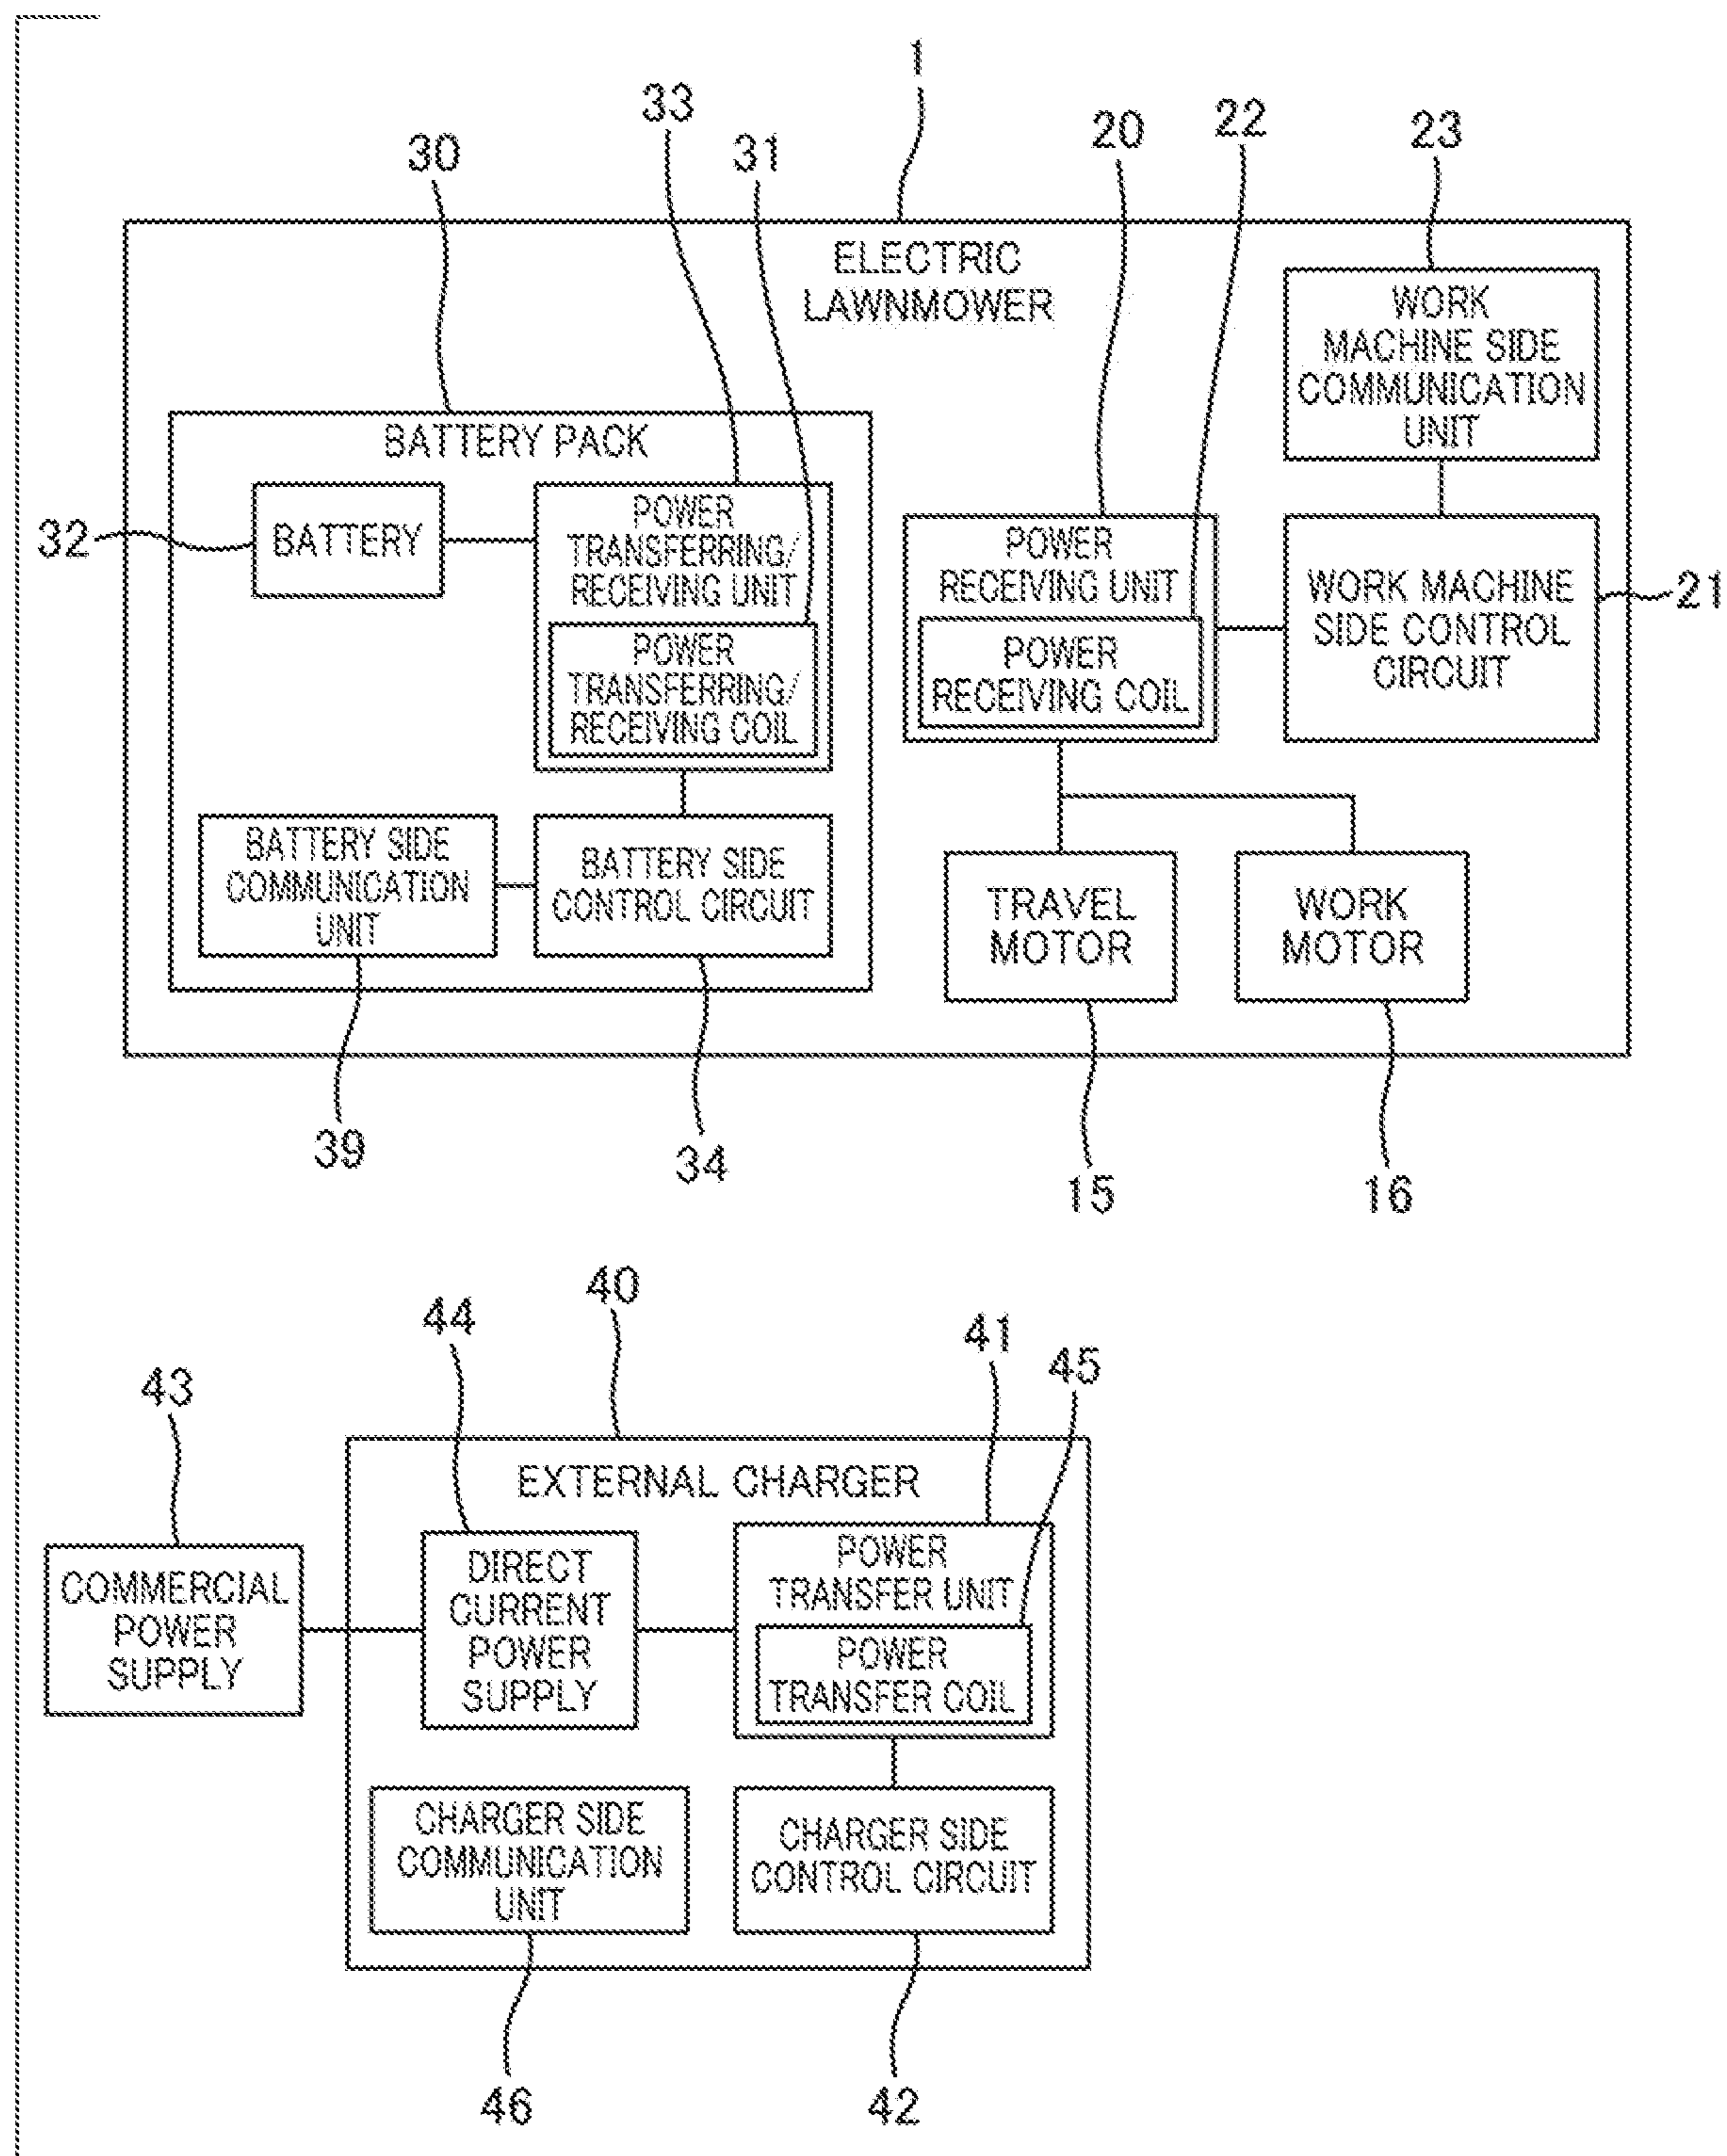 1
33
22
20
23
30
31
ELECTRIC
LAWNMOWER
WORK
MACHINE SIDE
COMMUNICATION
UNIT
BATTERY PACK
32
BATTERY
POWER
TRANSFERRING/
RECEIVING UNIT
POWER
TRANSFERRING/
RECEIVING COIL
POWER
RECEIVING UNIT
POWER
RECEIVING COIL
WORK MACHINE
SIDE CONTROL
CIRCUIT
21
BATTERY SIDE
COMMUNICATION
UNIT
BATTERY SIDE
CONTROL CIRCUIT
TRAVEL
MOTOR
WORK
MOTOR
39
34
15
16
40
44
41
45
43
EXTERNAL CHARGER
COMMERCIAL
POWER
SUPPLY
DIRECT
CURRENT
POWER
SUPPLY
POWER
TRANSFER UNIT
POWER
TRANSFER COIL
CHARGER SIDE
COMMUNICATION
UNIT
CHARGER SIDE
CONTROL CIRCUIT
46
42